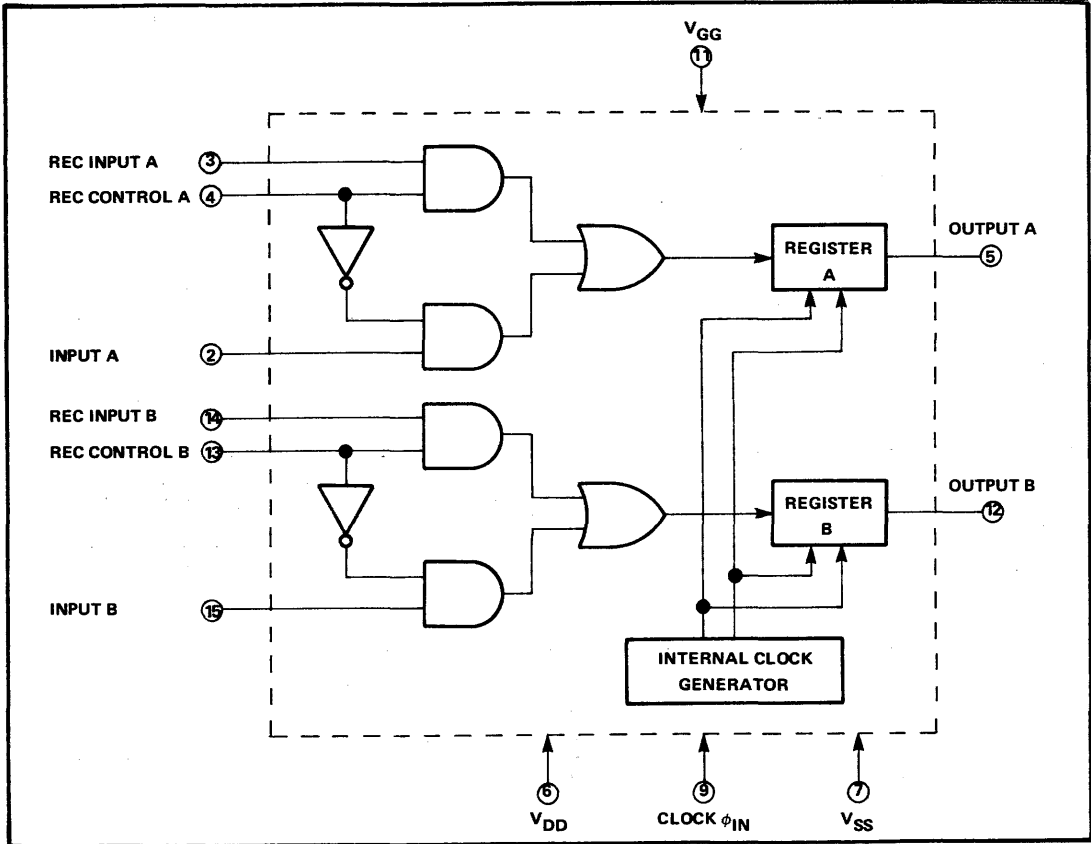 VGG
11
REC INPUT A 3
REC CONTROL A 4
INPUT A 2
REC INPUT B 14
REC CONTROL B 13
INPUT B 15
REGISTER
A
OUTPUT A
5
REGISTER
B
OUTPUT B
12
INTERNAL CLOCK
GENERATOR
6
VDD
9
CLOCK ϕIN
7
VSS